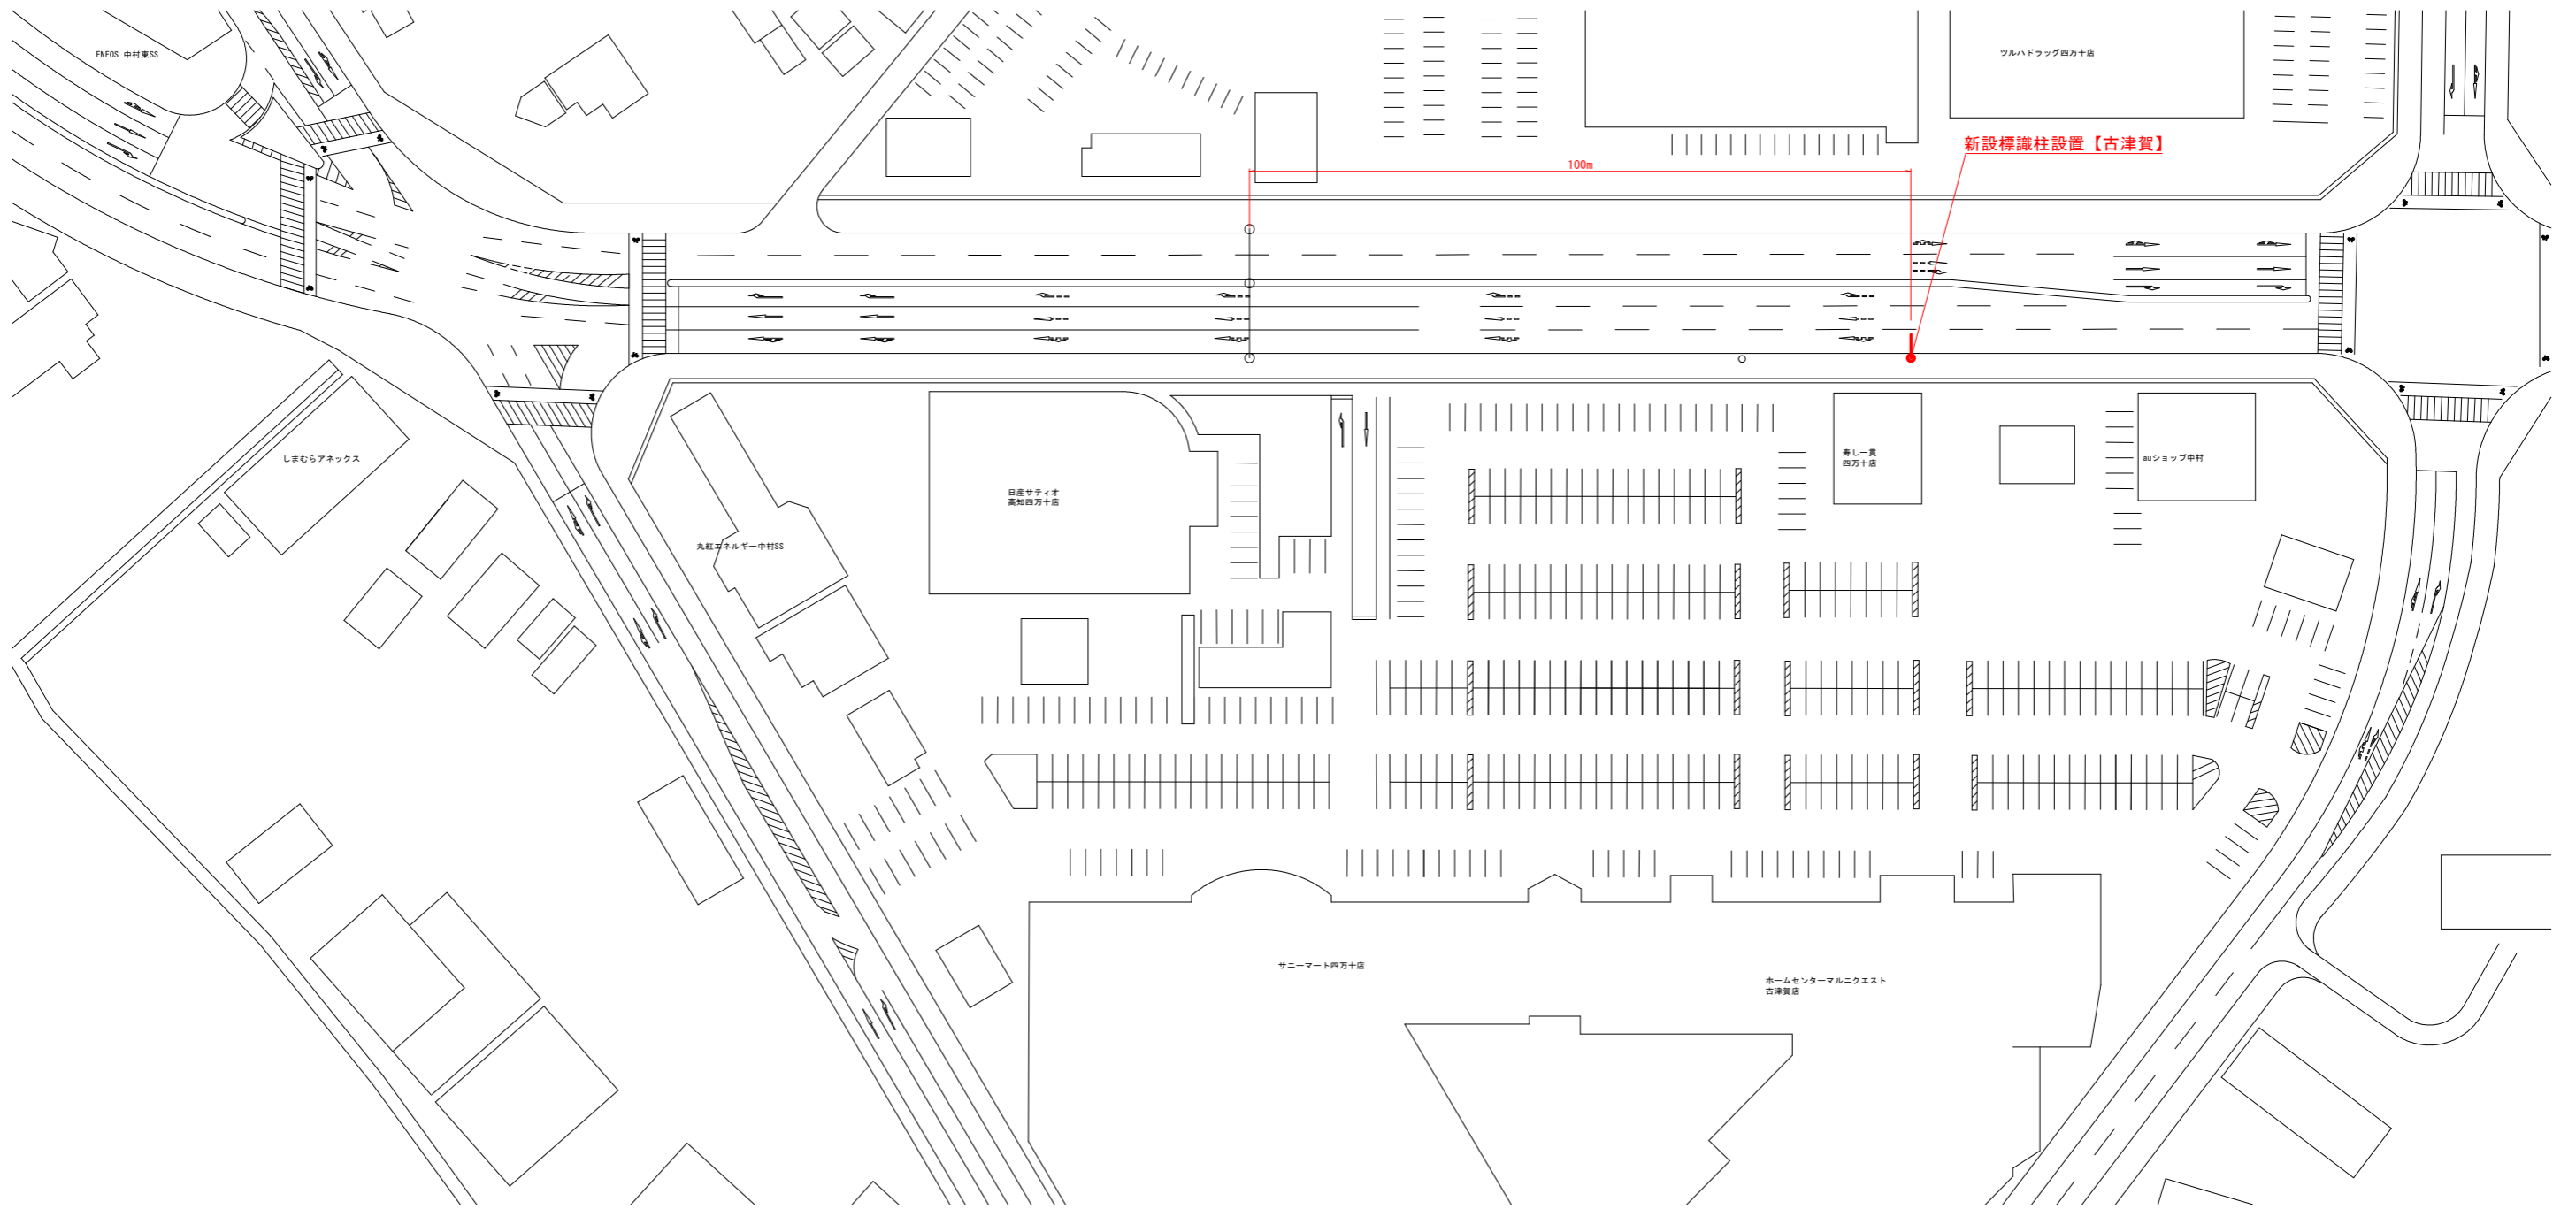 ENEOS 中村東SS
ツルハドラッグ四万十店
新設標識柱設置【古津賀】
100m
しまむらアネックス
日産サティオ
高知四万十店
寿し一貫
四万十店
auショップ中村
丸紅エネルギー中村SS
サニーマート四万十店
ホームセンターマルニクエスト
古津賀店